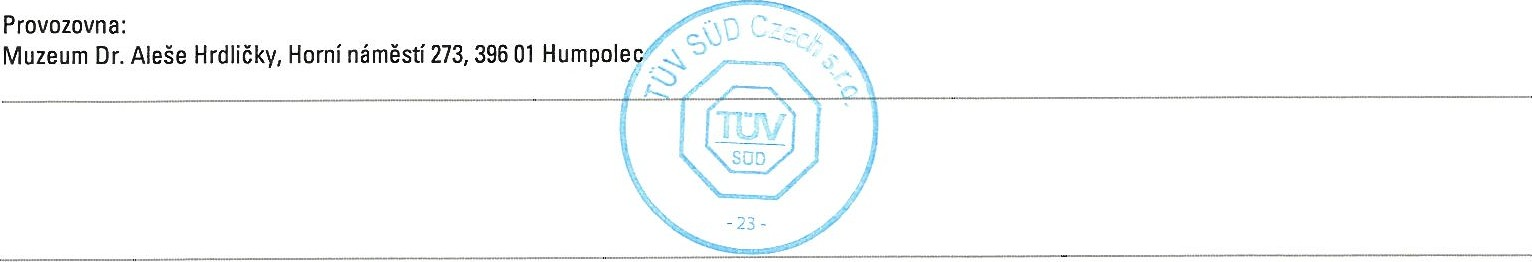 Provozovna:
Muzeum Dr. Aleše Hrdličky, Horní náměstí 273, 396 01 Humpolec
TÜV SÜD Czech s.r.o.
TÜV
SÜD
- 23 -